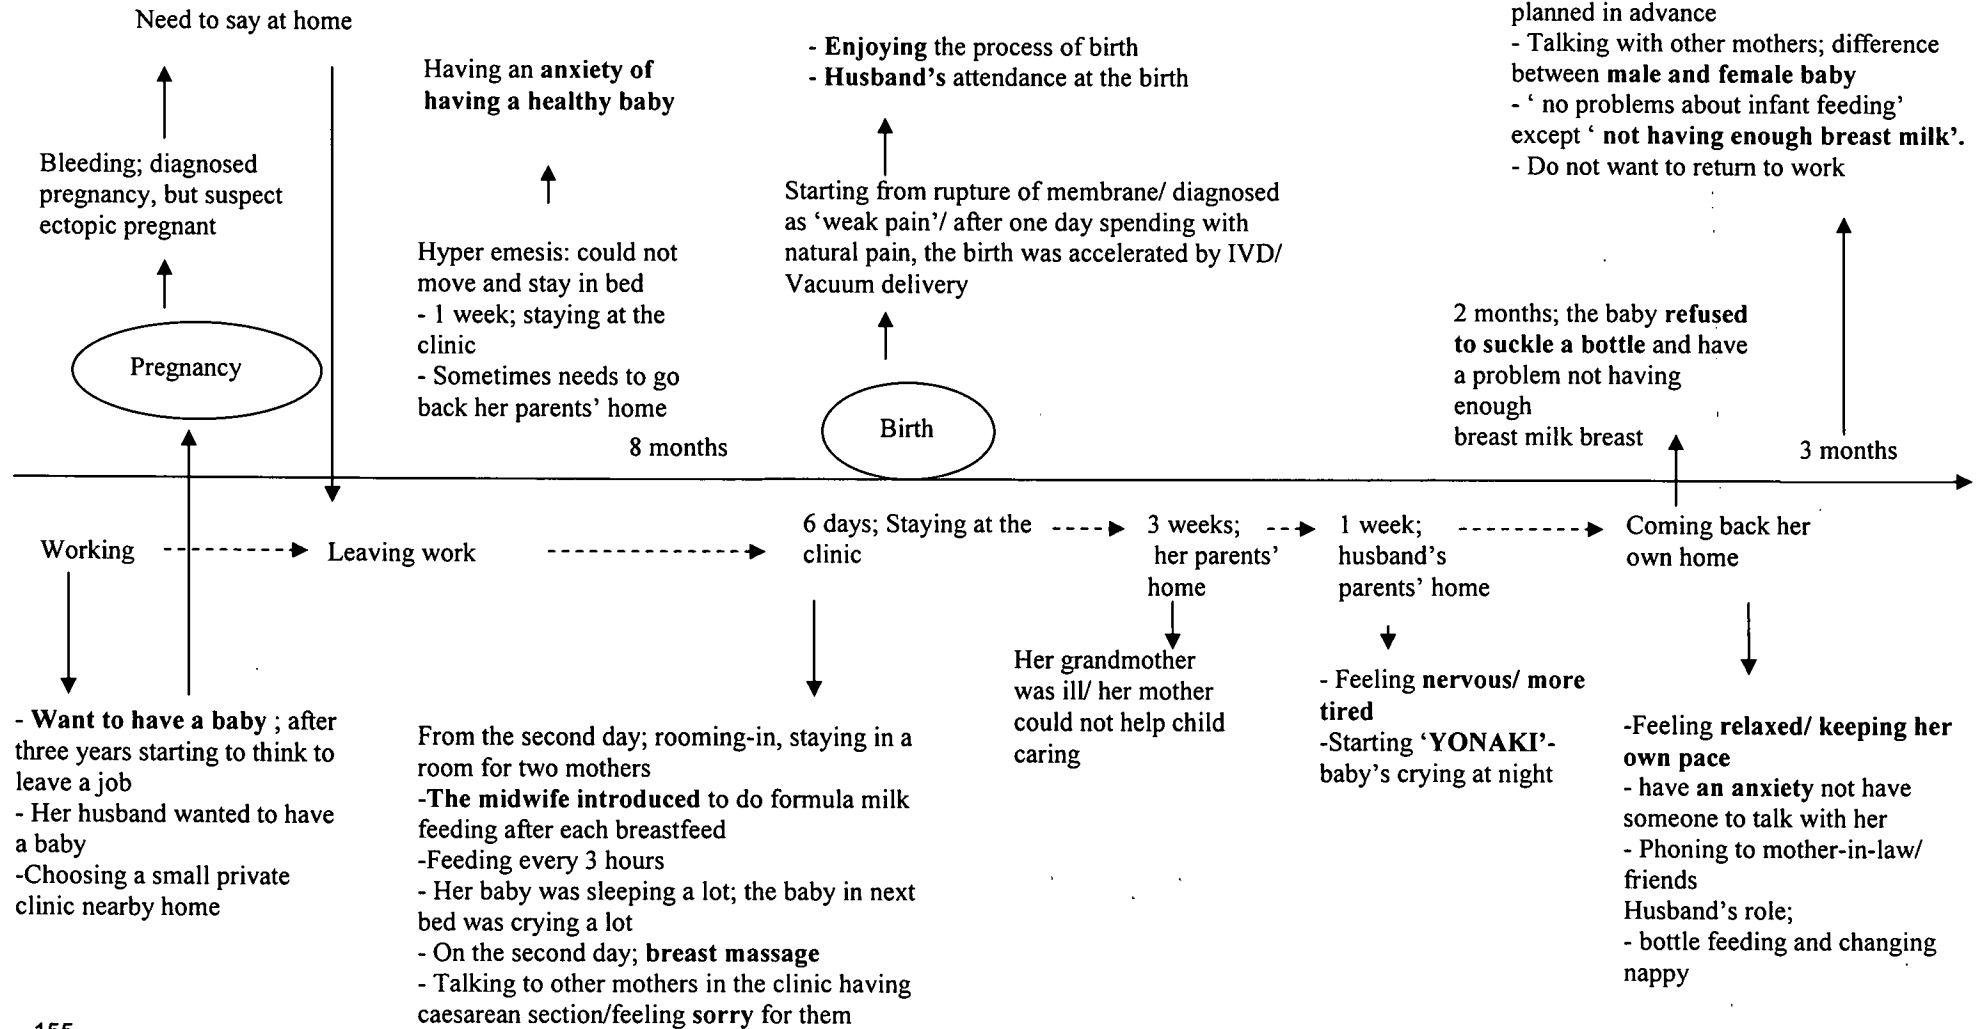 Need to say at home
Bleeding; diagnosed
pregnancy, but suspect
ectopic pregnant
Pregnancy
Having an anxiety of
having a healthy baby
Hyper emesis: could not
move and stay in bed
- 1 week; staying at the
clinic
- Sometimes needs to go
back her parents' home
8 months
- Enjoying the process of birth
- Husband's attendance at the birth
Starting from rupture of membrane/ diagnosed
as 'weak pain'/ after one day spending with
natural pain, the birth was accelerated by IVD/
Vacuum delivery
Birth
planned in advance
- Talking with other mothers; difference
between male and female baby
- ' no problems about infant feeding'
except ' not having enough breast milk'.
- Do not want to return to work
2 months; the baby refused
to suckle a bottle and have
a problem not having
enough
breast milk breast
3 months
Working
Leaving work
6 days; Staying at the
clinic
3 weeks;
her parents'
home
1 week;
husband's
parents' home
Coming back her
own home
- Want to have a baby ; after
three years starting to think to
leave a job
- Her husband wanted to have
a baby
-Choosing a small private
clinic nearby home
From the second day; rooming-in, staying in a
room for two mothers
-The midwife introduced to do formula milk
feeding after each breastfeed
-Feeding every 3 hours
- Her baby was sleeping a lot; the baby in next
bed was crying a lot
- On the second day; breast massage
- Talking to other mothers in the clinic having
caesarean section/feeling sorry for them
Her grandmother
was ill/ her mother
could not help child
caring
- Feeling nervous/ more
tired
-Starting 'YONAKI'-
baby's crying at night
-Feeling relaxed/ keeping her
own pace
- have an anxiety not have
someone to talk with her
- Phoning to mother-in-law/
friends
Husband's role;
- bottle feeding and changing
nappy
155